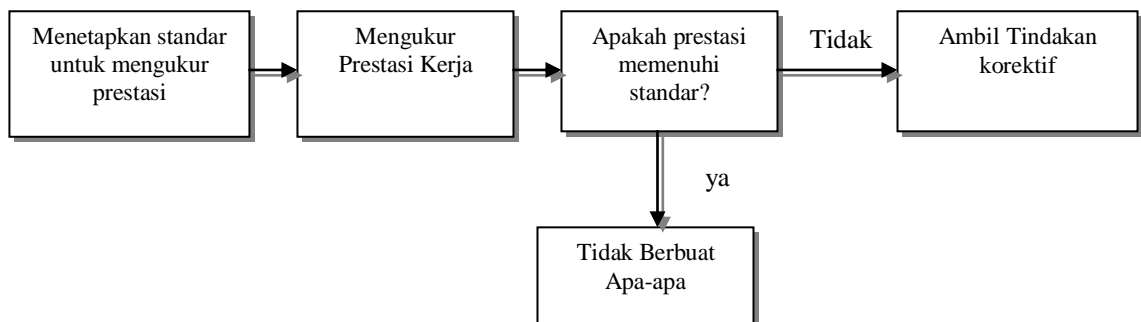 Menetapkan standar
untuk mengukur
prestasi
Mengukur
Prestasi Kerja
Apakah prestasi
memenuhi
standar?
Tidak
Ambil Tindakan
korektif
ya
Tidak Berbuat
Apa-apa